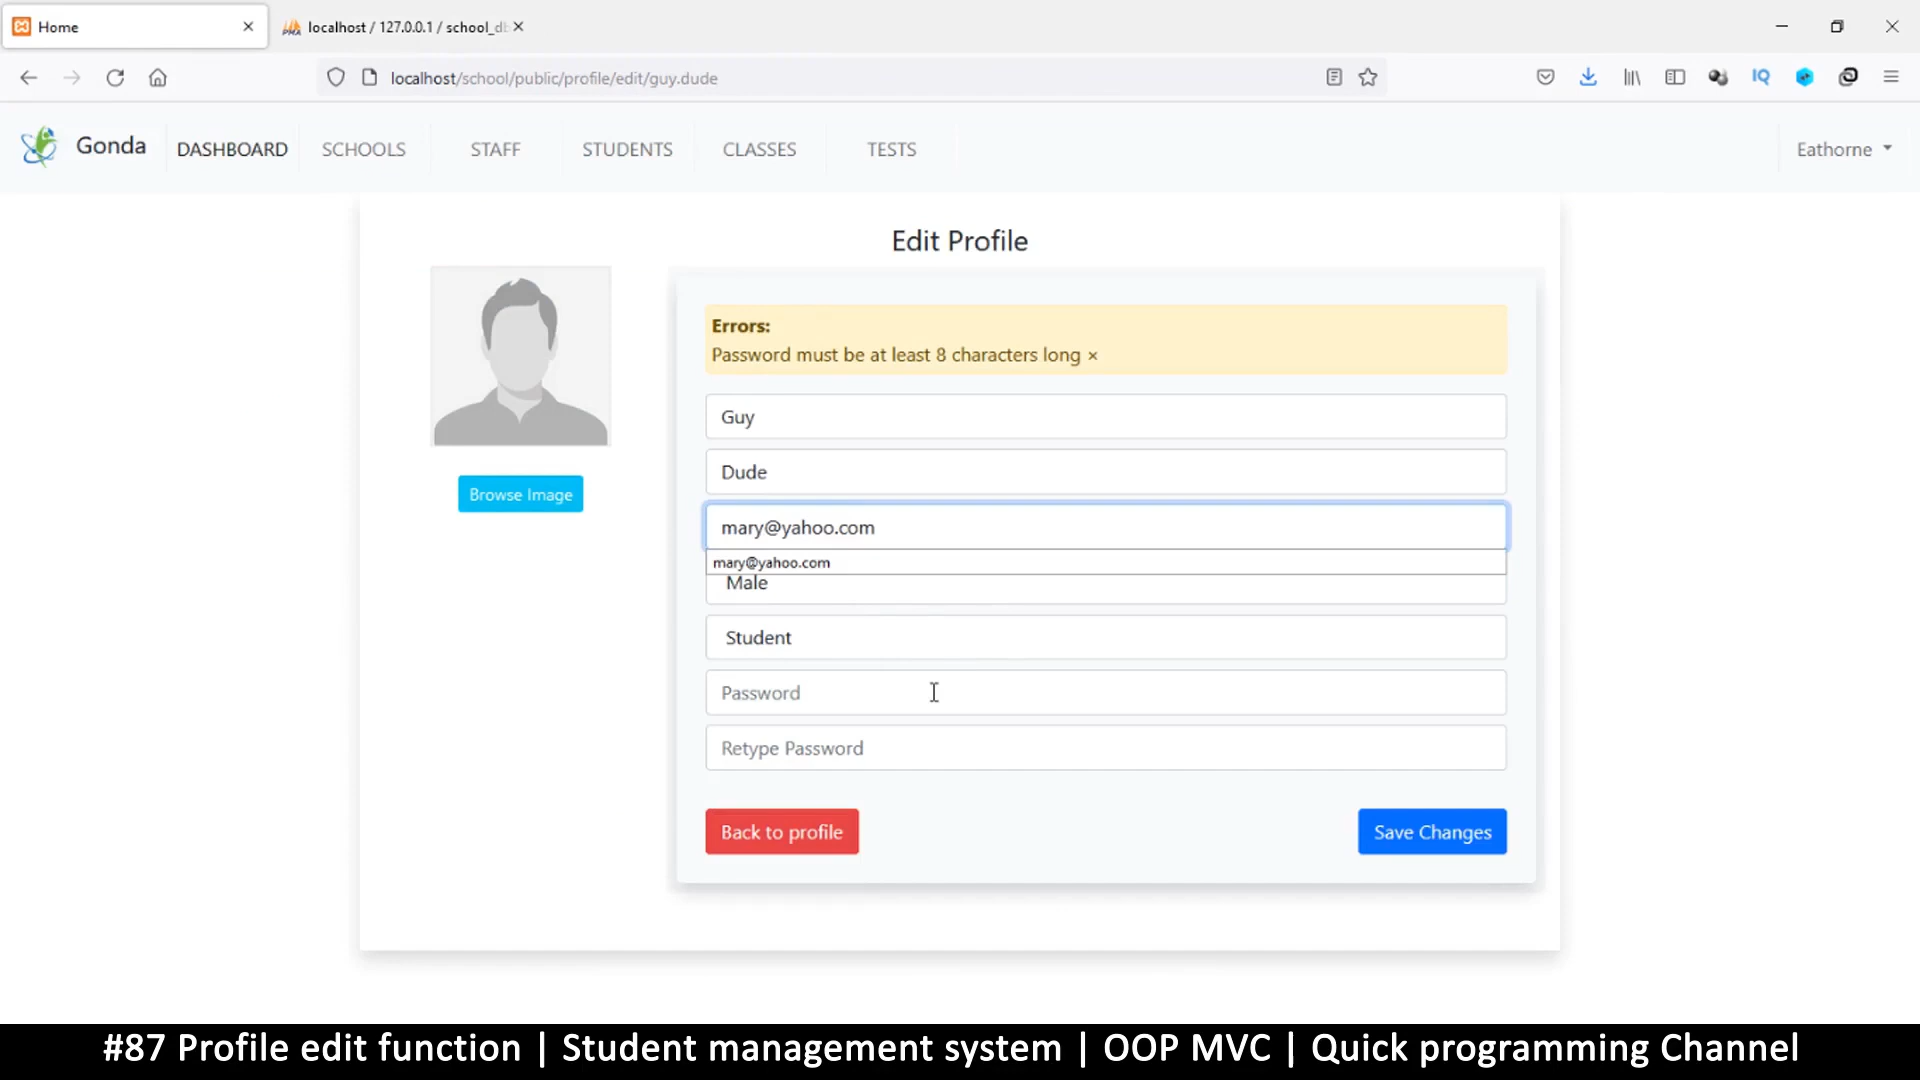 Home
localhost / 127.0.0.1 / school_db
localhost/school/public/profile/edit/guy.dude
IQ
Gonda
DASHBOARD
SCHOOLS
STAFF
STUDENTS
CLASSES
TESTS
Eathorne
Edit Profile
Browse Image
Errors:
Password must be at least 8 characters long ×
Guy
Dude
mary@yahoo.com
mary@yahoo.com
Male
Student
Password
Retype Password
Back to profile
Save Changes
#87 Profile edit function | Student management system | OOP MVC | Quick programming Channel